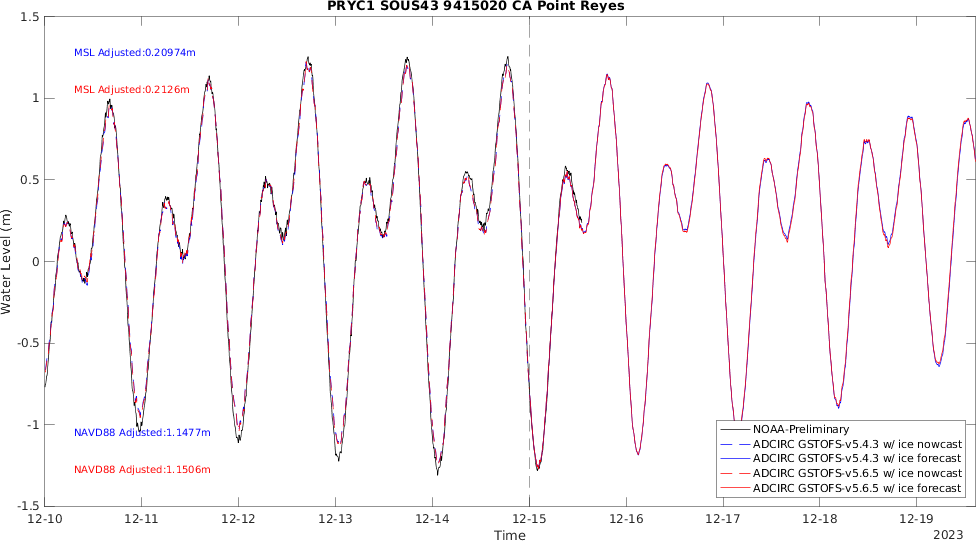 PRYC1 SOUS43 9415020 CA Point Reyes
1.5
1
0.5
0
-0.5
-1
-1.5
Water Level (m)
MSL Adjusted:0.20974m
MSL Adjusted:0.2126m
NAVD88 Adjusted:1.1477m
NAVD88 Adjusted:1.1506m
NOAA-Preliminary
ADCIRC GSTOFS-v5.4.3 w/ ice nowcast
ADCIRC GSTOFS-v5.4.3 w/ ice forecast
ADCIRC GSTOFS-v5.6.5 w/ ice nowcast
ADCIRC GSTOFS-v5.6.5 w/ ice forecast
12-10 12-11 12-12 12-13 12-14 12-15 12-16 12-17 12-18 12-19
Time
2023